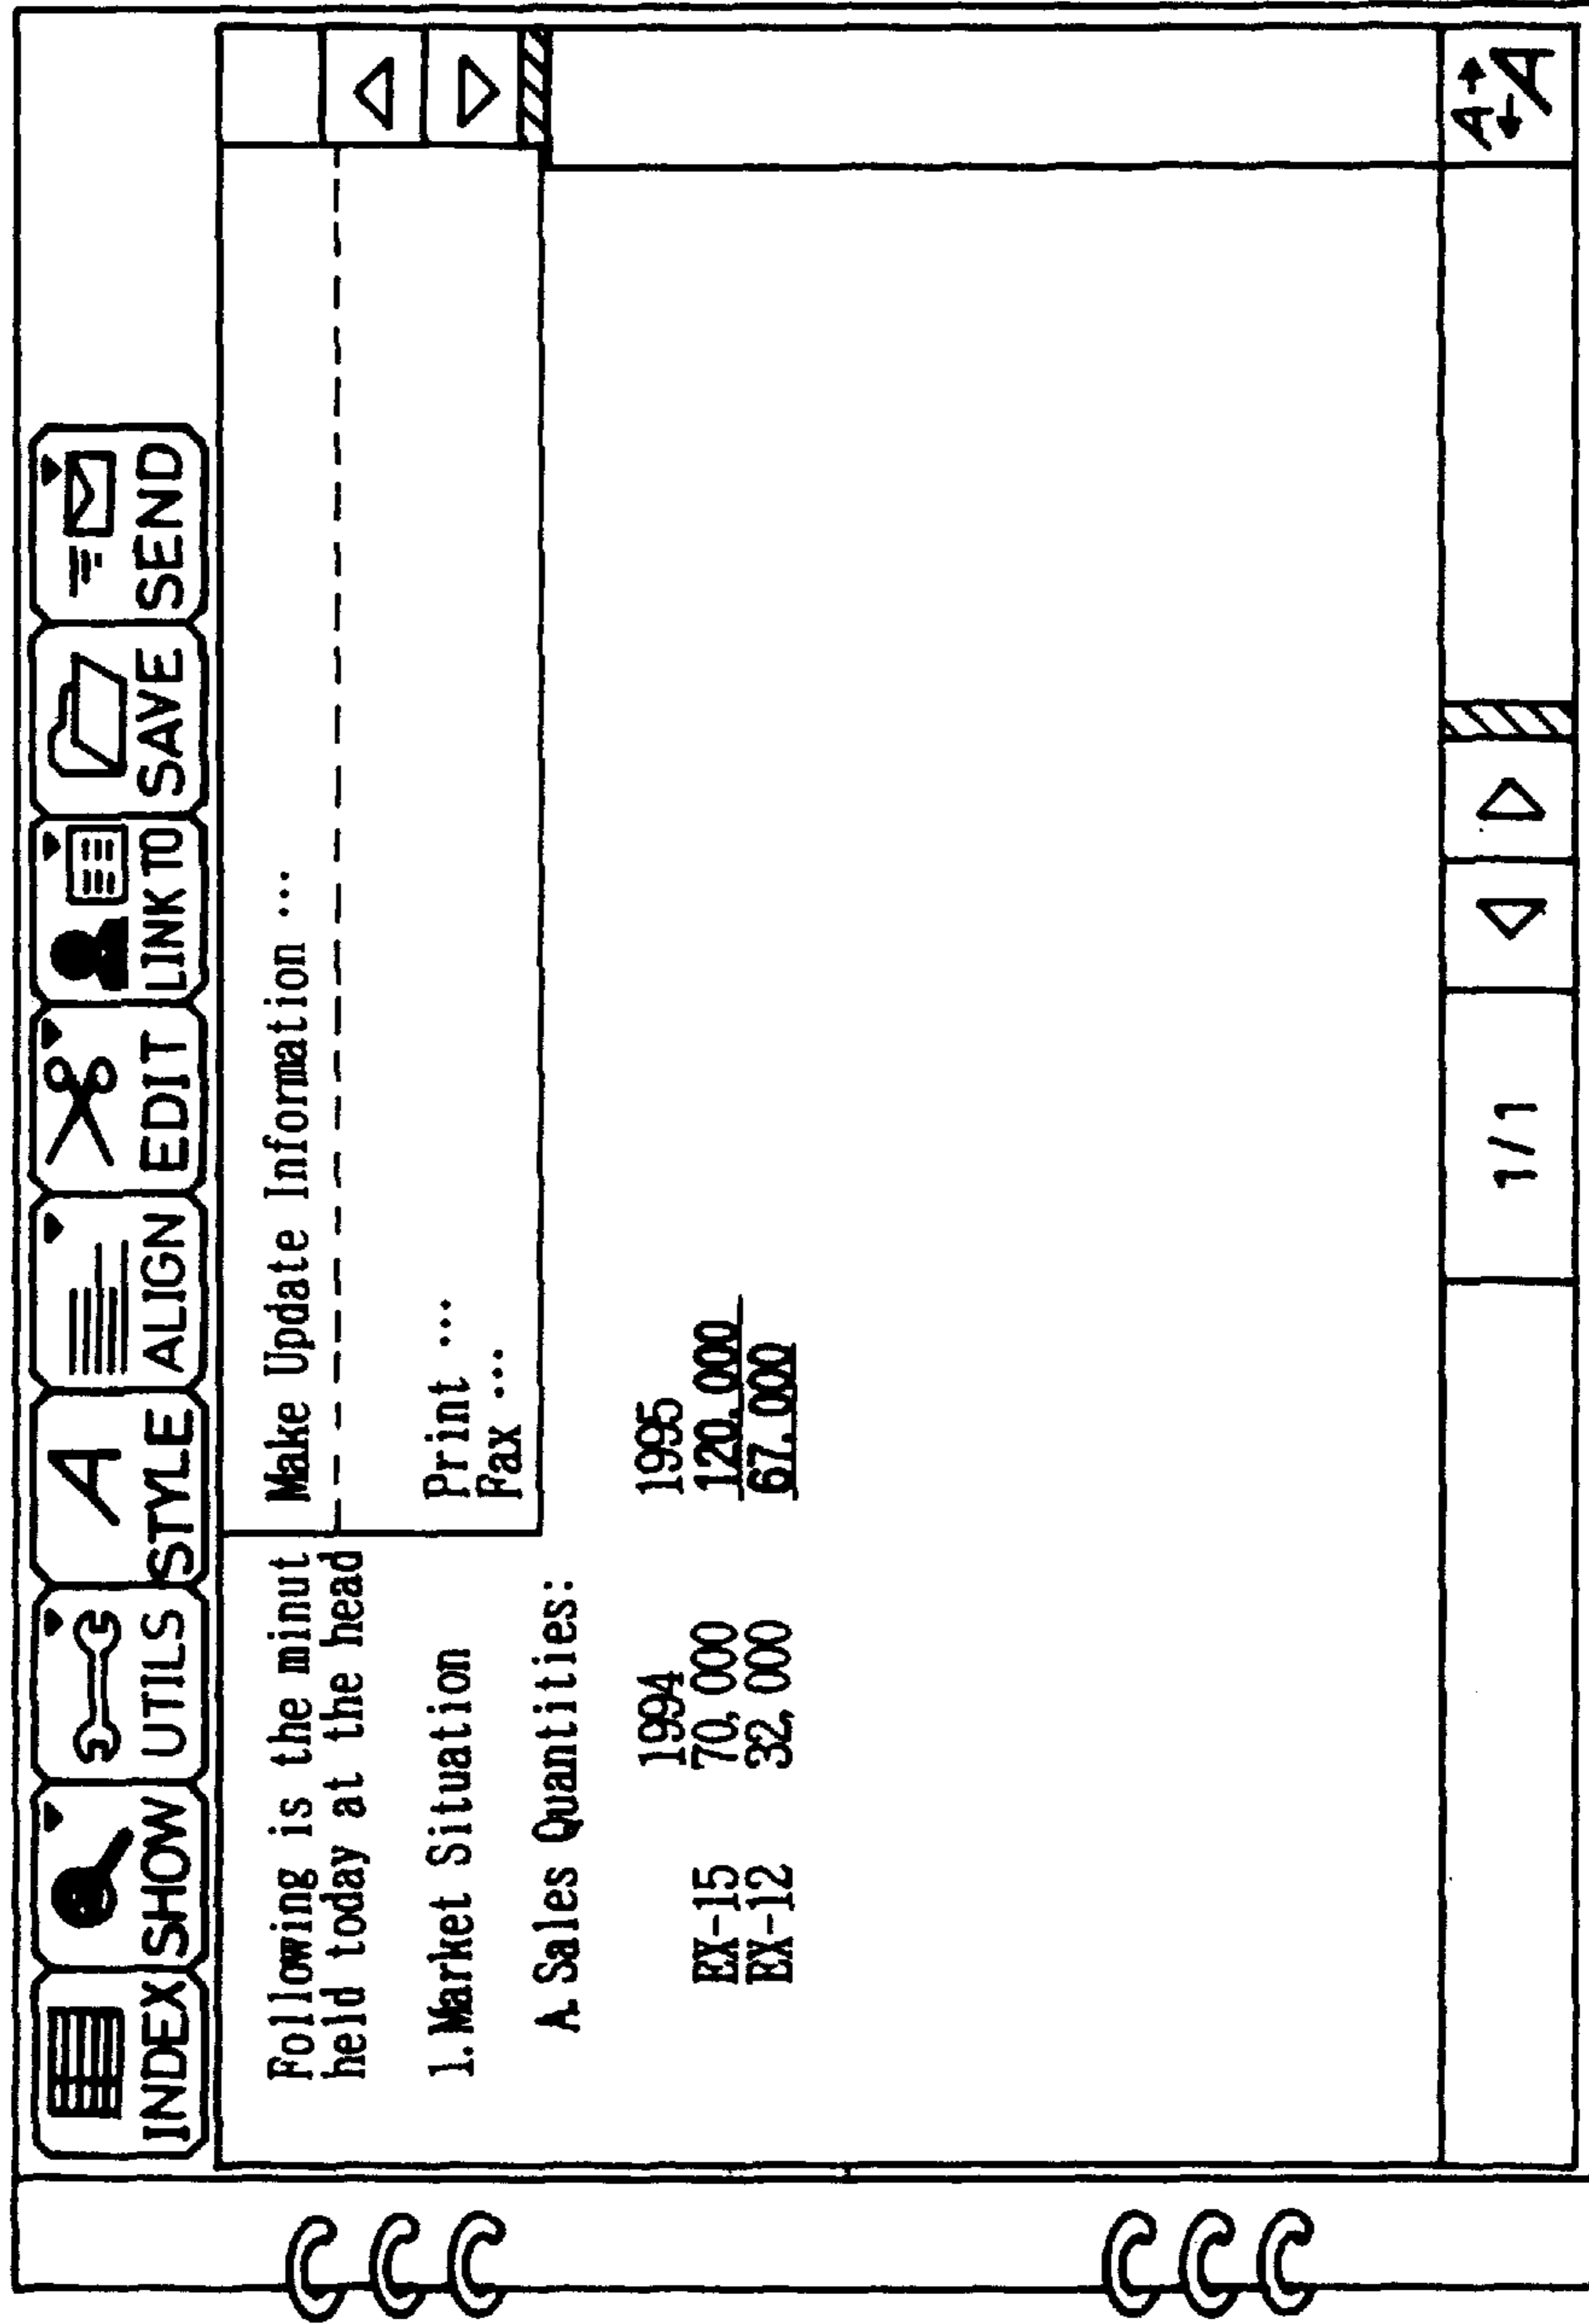 INDEX SHOW UTILS STYLE ALIGN EDIT LINK TO SAVE SEND
A
Following is the minut
held today at the head
1. Market Situation
A. Sales Quantities:
1994 1995
EX-15 70,000 120.000
EX-12 32,000 67.000
Make Update Information ...
Print ...
Fax ...
1/1
A A